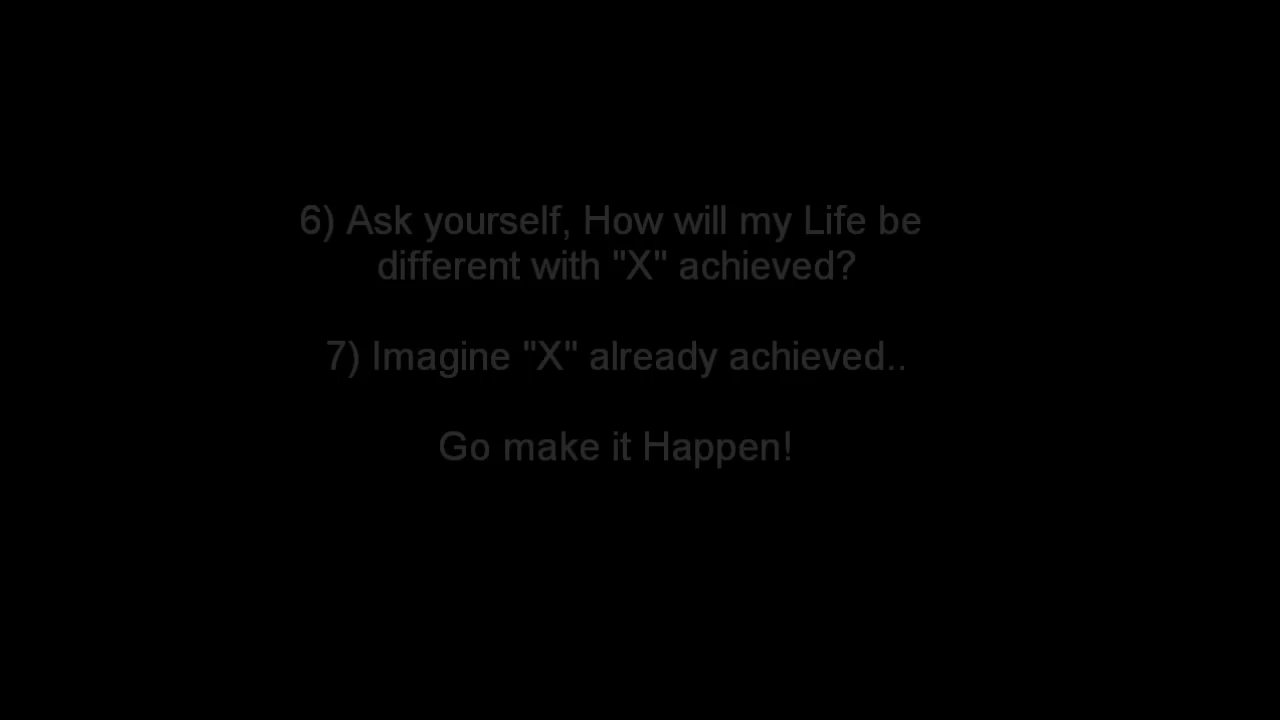 6) Ask yourself, How will my Life be
different with "X" achieved?
7) Imagine "X" already achieved..
Go make it Happen!